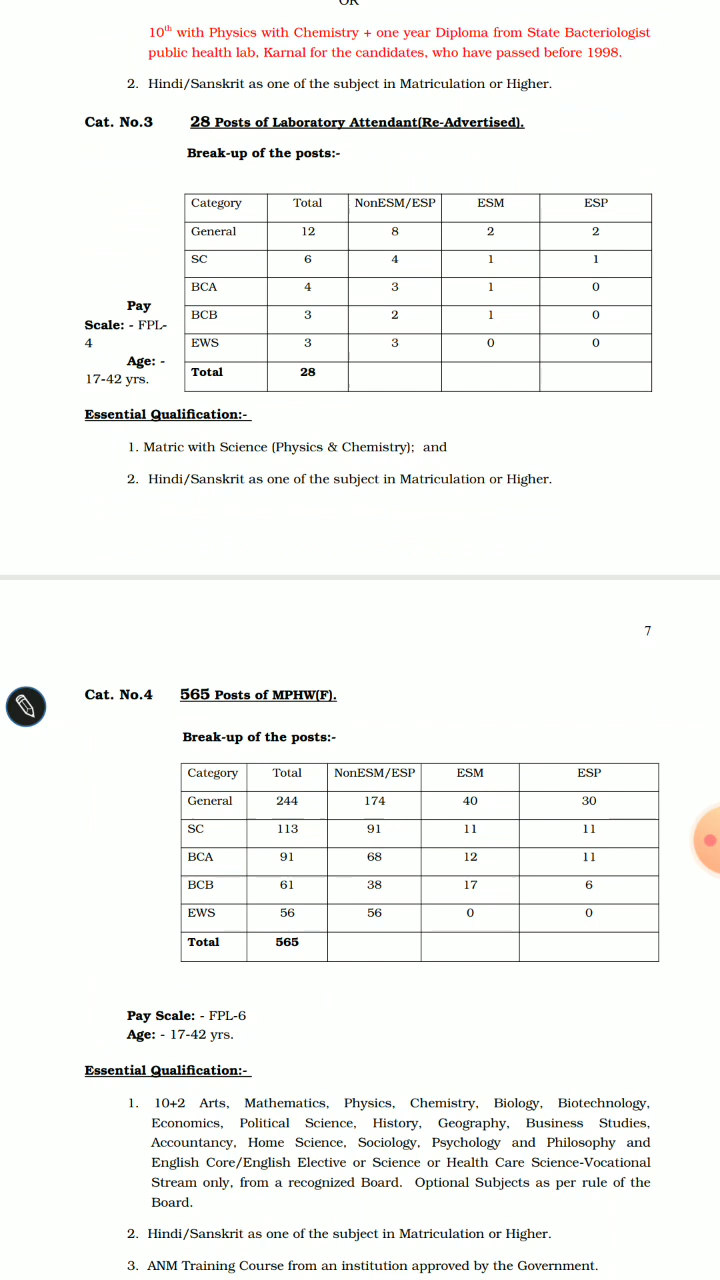 OR
10th with Physics with Chemistry + one year Diploma from State Bacteriologist
public health lab, Karnal for the candidates, who have passed before 1998.
2. Hindi/Sanskrit as one of the subject in Matriculation or Higher.
Cat. No.3 28 Posts of Laboratory Attendant(Re-Advertised).
Break-up of the posts:-
Category Total NonESM/ESP ESM ESP
General 12 8 2 2
SC 6 4 1 1
BCA 4 3 1 0
BCB 3 2 1 0
EWS 3 3 0 0
Total 28
Pay
Scale: - FPL-
4
Age: -
17-42 yrs.
Essential Qualification:-
1. Matric with Science (Physics & Chemistry); and
2. Hindi/Sanskrit as one of the subject in Matriculation or Higher.
7
Cat. No.4 565 Posts of MPHW(F).
Break-up of the posts:-
Category Total NonESM/ESP ESM ESP
General 244 174 40 30
SC 113 91 11 11
BCA 91 68 12 11
BCB 61 38 17 6
EWS 56 56 0 0
Total 565
Pay Scale: - FPL-6
Age: - 17-42 yrs.
Essential Qualification:-
1. 10+2 Arts, Mathematics, Physics, Chemistry, Biology, Biotechnology,
Economics, Political Science, History, Geography, Business Studies,
Accountancy, Home Science, Sociology, Psychology and Philosophy and
English Core/English Elective or Science or Health Care Science-Vocational
Stream only, from a recognized Board. Optional Subjects as per rule of the
Board.
2. Hindi/Sanskrit as one of the subject in Matriculation or Higher.
3. ANM Training Course from an institution approved by the Government.